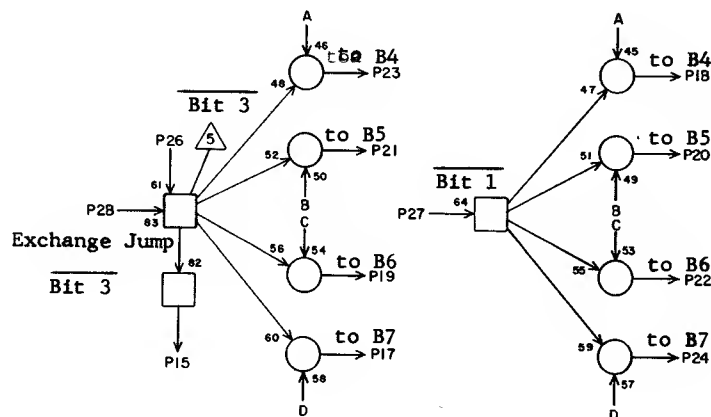 A
46
to B4
P23
48
Bit 3
5
P26
61
52
to B5
P21
50
P28
83
B
C
Exchange Jump
82
56
54
to B6
P19
Bit 3
60
to B7
P17
58
P15
D
A
45
to B4
P18
47
51
to B5
P20
49
Bit 1
P27
64
B
C
53
55
to B6
P22
59
to B7
P24
57
D